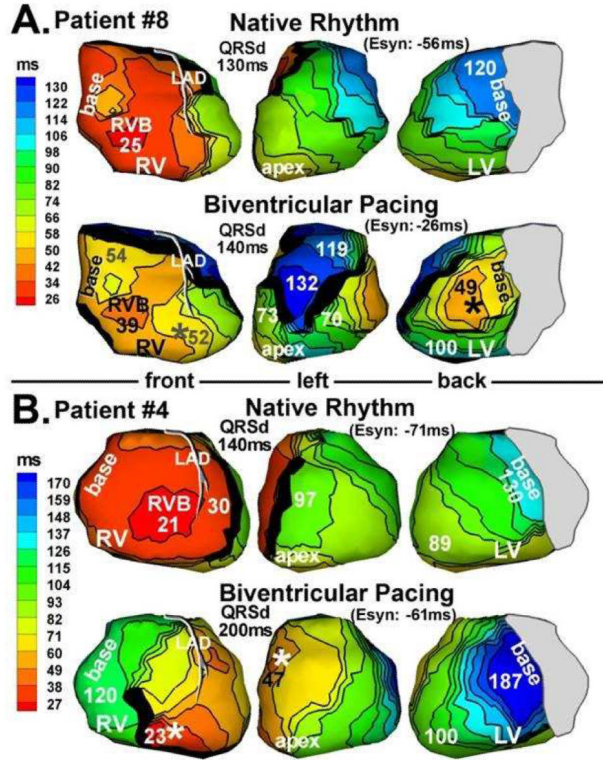 A. Patient #8
Native Rhythm
QRSd
130ms
(Esyn: -56ms)
ms
130
122
114
106
98
90
82
74
66
58
50
42
34
26
base
LAD
RVB
25
RV
apex
120
base
LV
Biventricular Pacing
QRSd
140ms
(Esyn: -26ms)
54
base
LAD
RVB
39
*52
RV
119
132
73
70
apex
49
*
base
100
LV
front
left
back
B. Patient #4
Native Rhythm
QRSd
140ms
(Esyn: -71ms)
ms
170
159
148
137
126
115
104
93
82
71
60
49
38
27
base
LAD
RVB
21
30
RV
97
apex
base
130
89
LV
Biventricular Pacing
QRSd
200ms
(Esyn: -61ms)
base
LAD
120
RV
23*
*
47
apex
base
187
100
LV